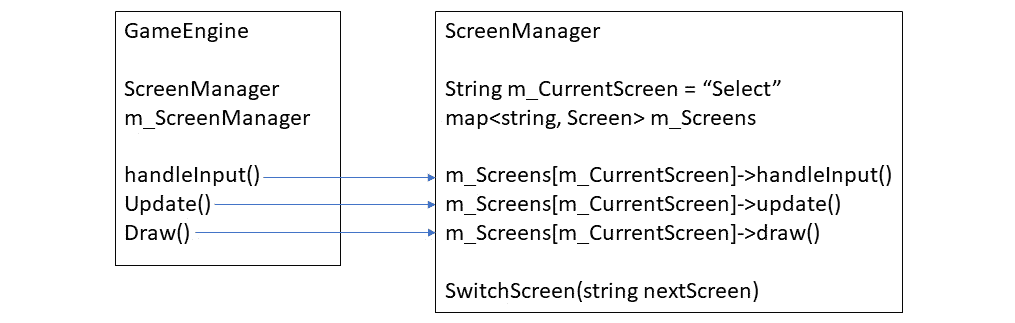 GameEngine
ScreenManager
m_ScreenManager
handleInput()
Update()
Draw()
ScreenManager
String m_CurrentScreen = “Select”
map<string, Screen> m_Screens
m_Screens[m_CurrentScreen]->handleInput()
m_Screens[m_CurrentScreen]->update()
m_Screens[m_CurrentScreen]->draw()
SwitchScreen(string nextScreen)